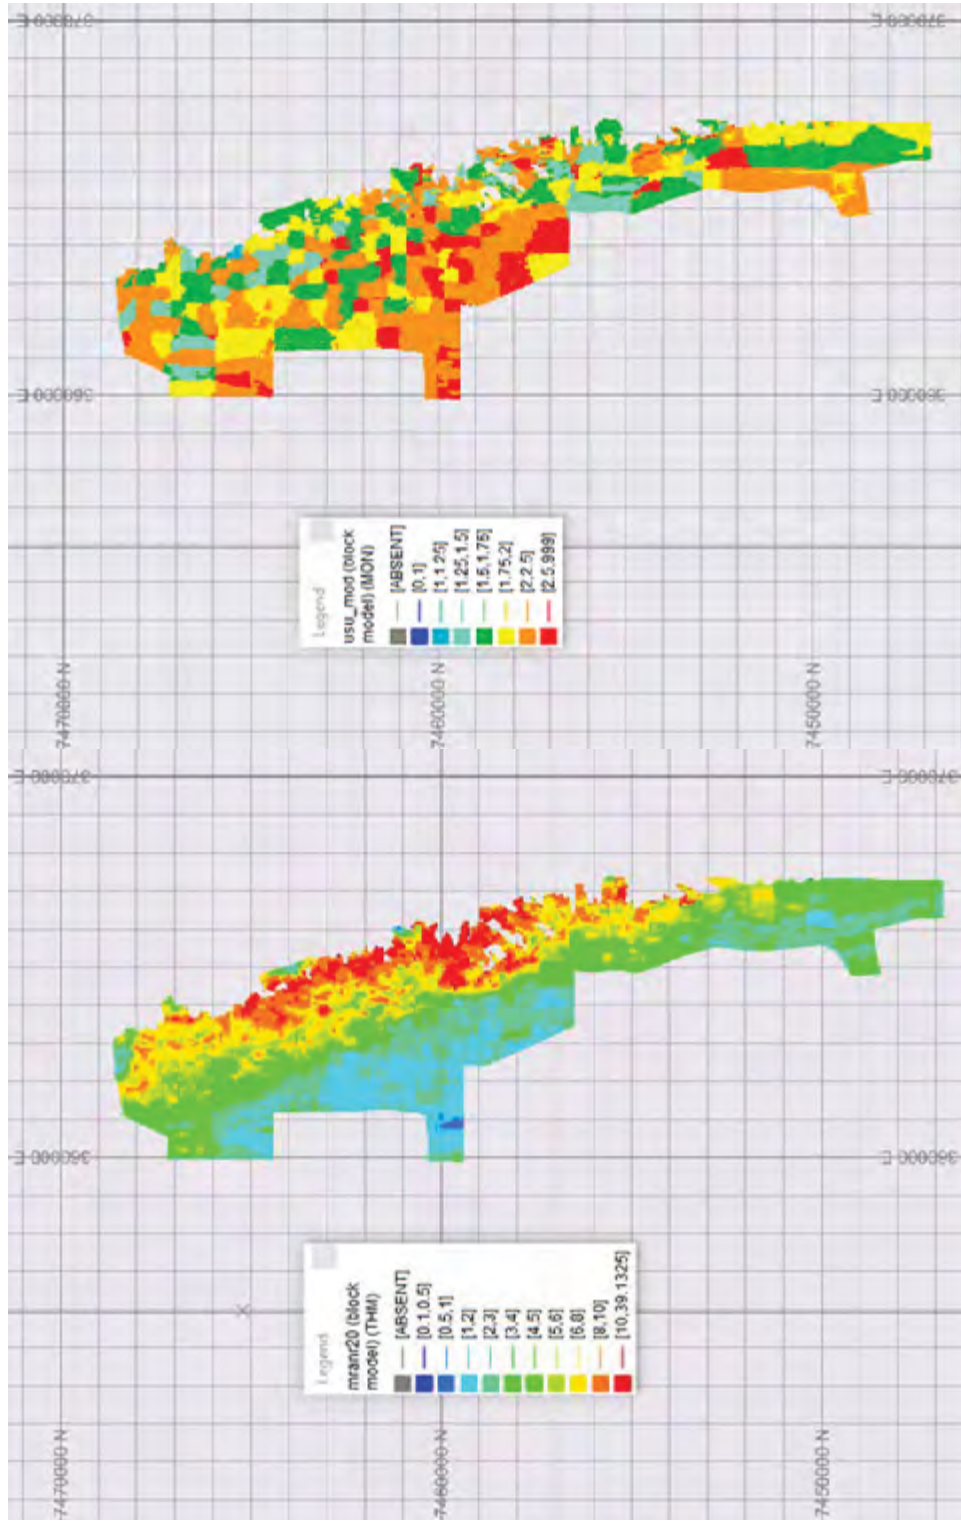 370000 E
370000 E
360000 E
360000 E
Legend
usu_mod (block
model) (MON)
[ABSENT]
[0,1]
[1,1.25]
[1.25,1.5]
[1.5,1.75]
[1.75,2]
[2,2.5]
[2.5,999]
7470000 N
7460000 N
7450000 N
370000 E
370000 E
360000 E
360000 E
Legend
mranr20 (block
model) (THM)
[ABSENT]
[0.1,0.5]
[0.5,1]
[1,2]
[2,3]
[3,4]
[4,5]
[5,6]
[6,8]
[8,10]
[10,39.1325]
7470000 N
7460000 N
7450000 N